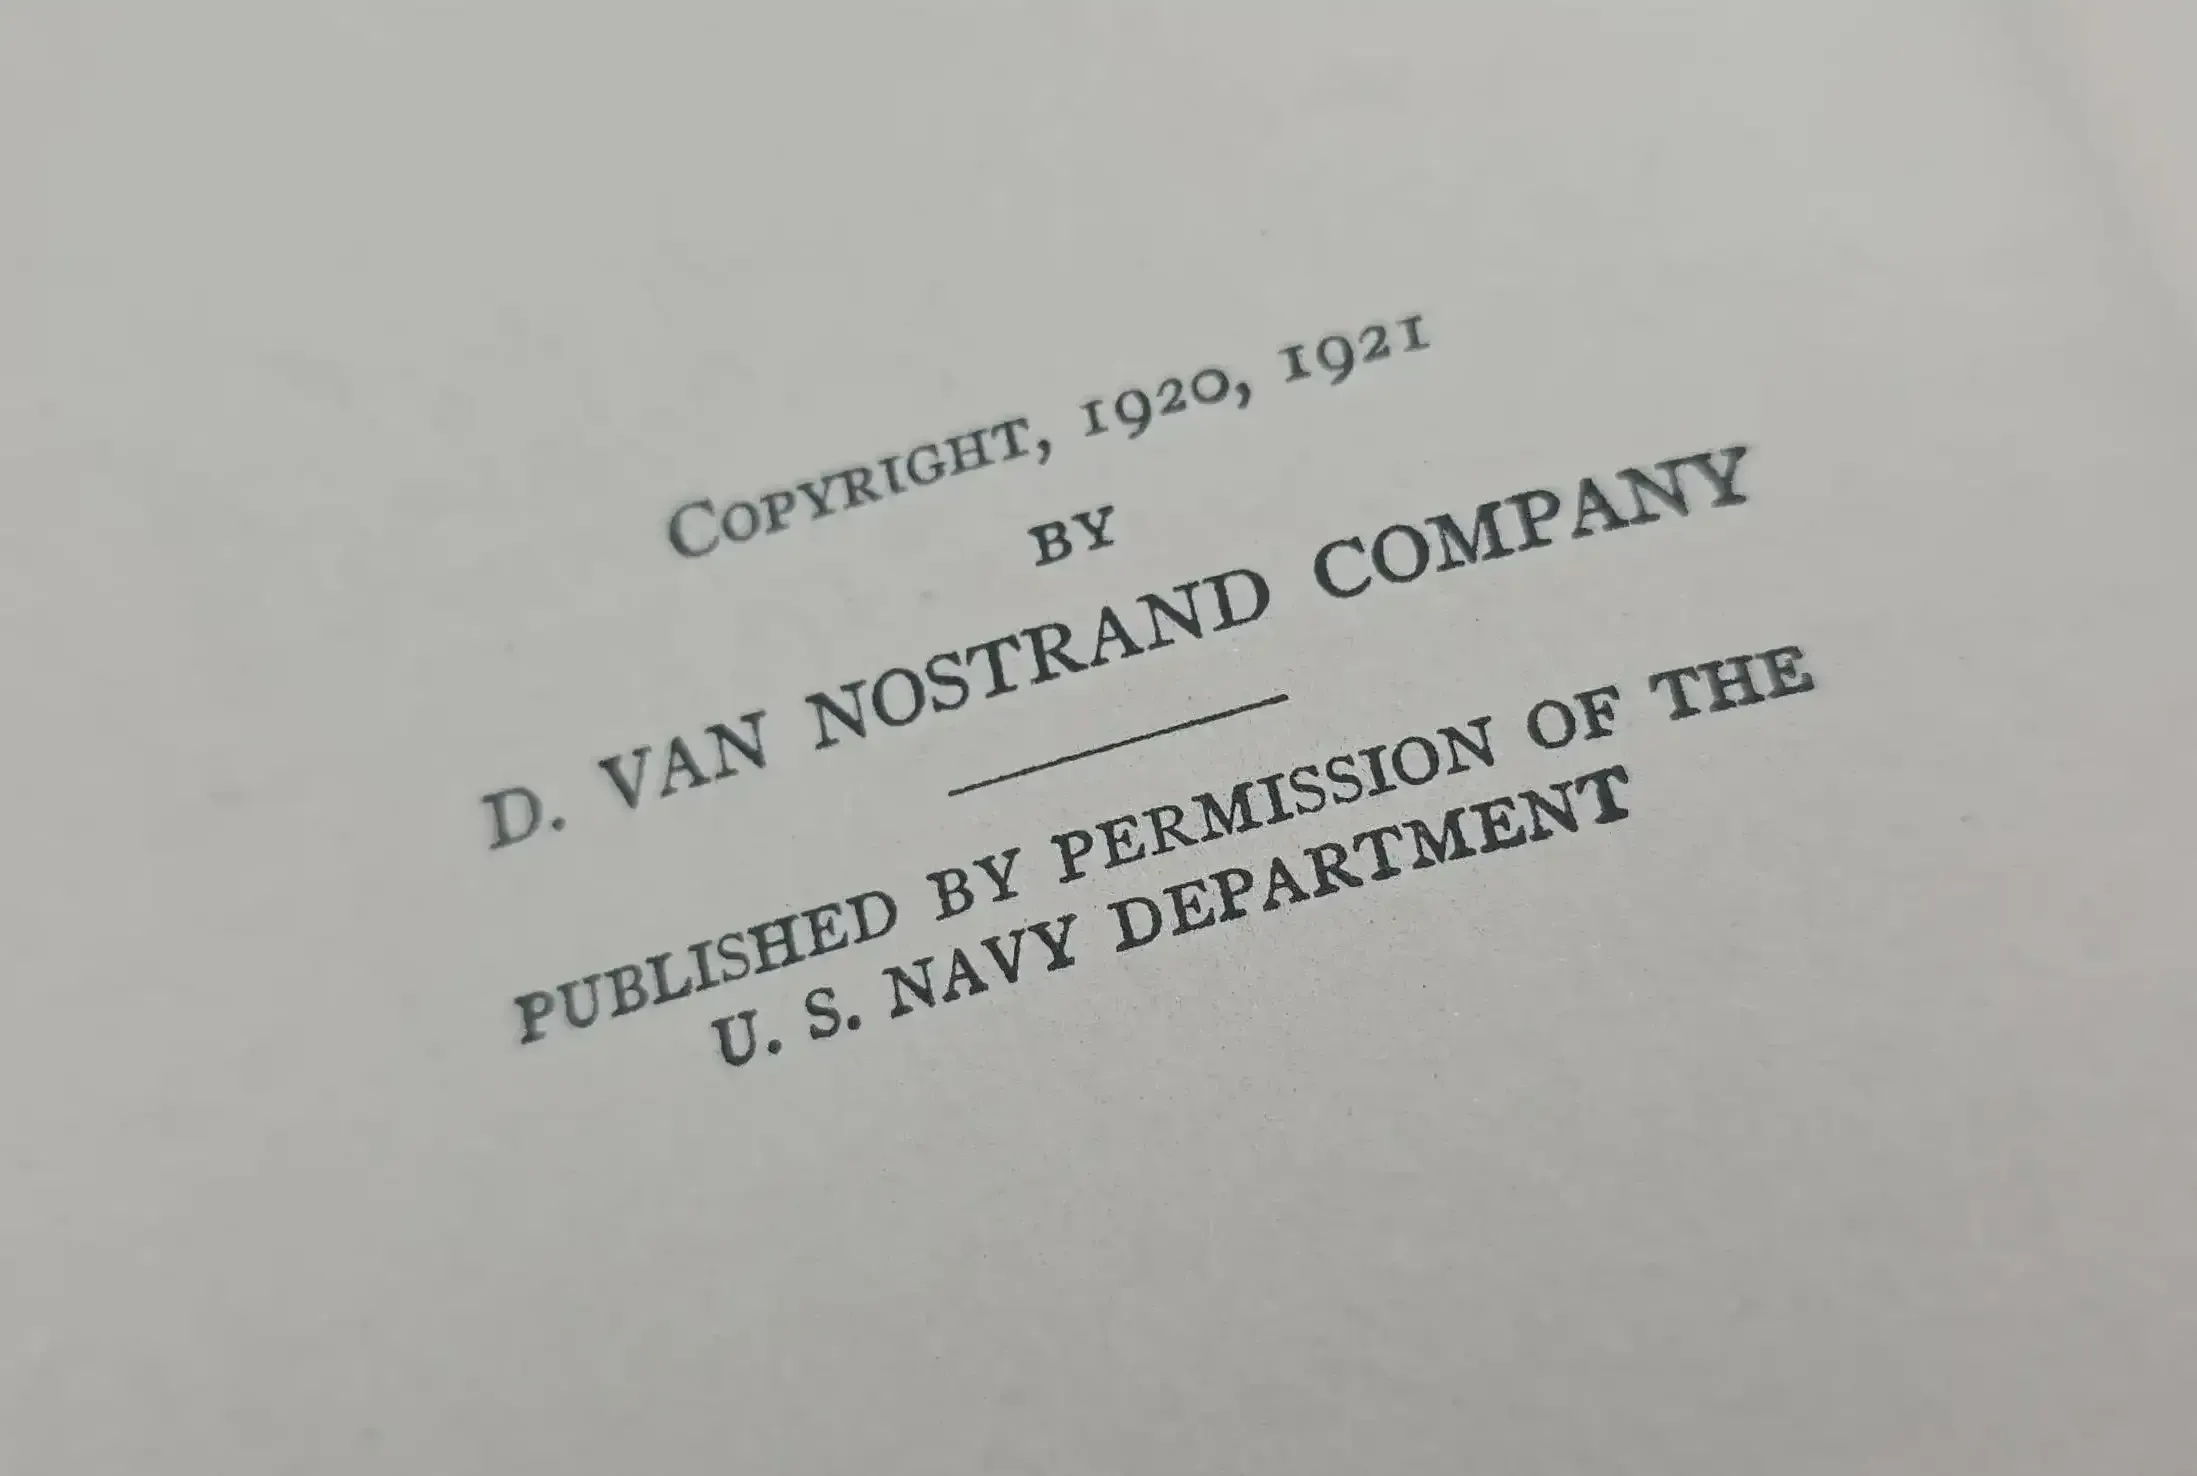 Copyright, 1920, 1921
BY
D. VAN NOSTRAND COMPANY
PUBLISHED BY PERMISSION OF THE
U. S. NAVY DEPARTMENT